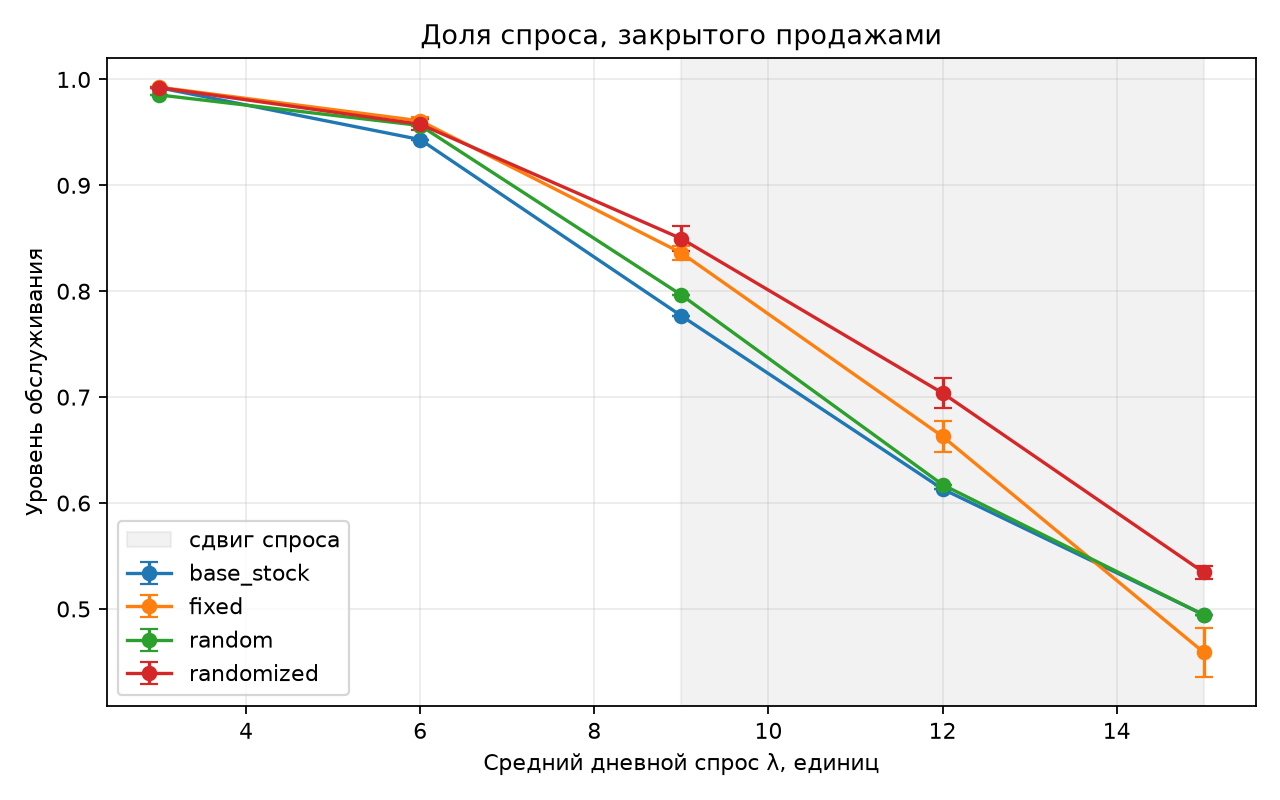 Доля спроса, закрытого продажами
Уровень обслуживания
1.0
0.9
0.8
0.7
0.6
0.5
сдвиг спроса
base_stock
fixed
random
randomized
4 6 8 10 12 14
Средний дневной спрос λ, единиц